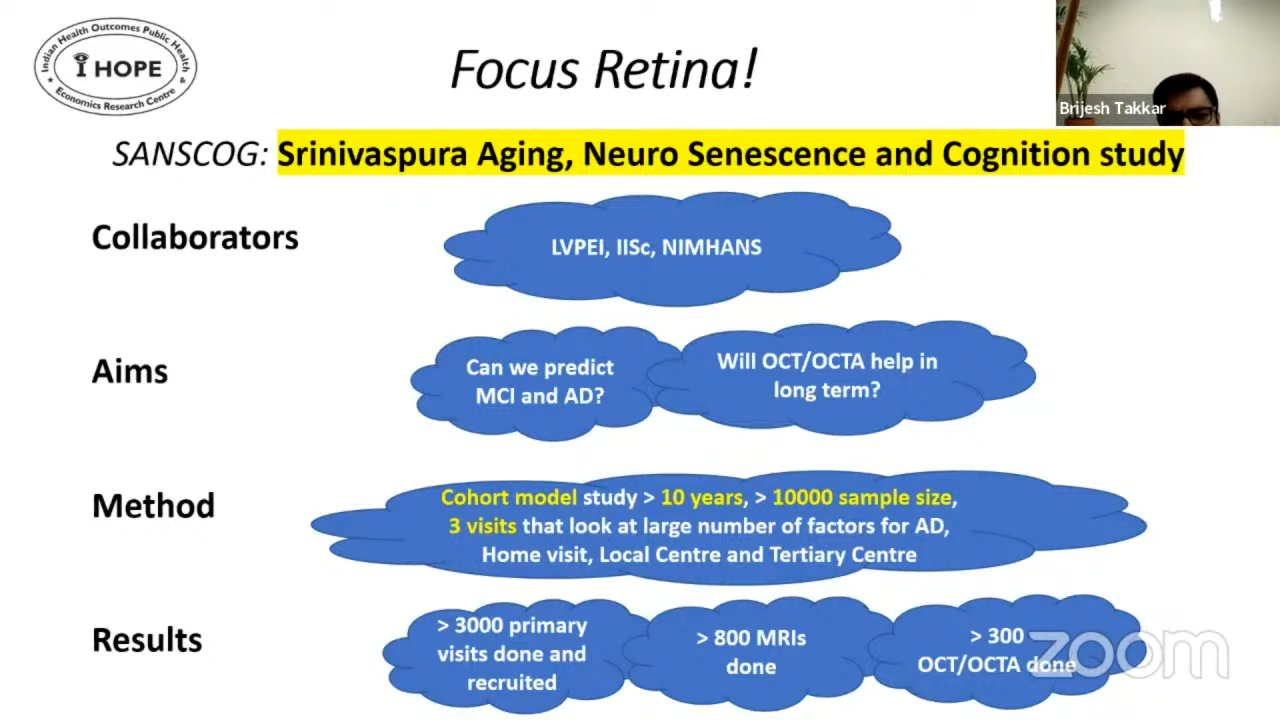 Indian Health Outcomes Public Health &
Economics Research Centre
I HOPE
Focus Retina!
Brijesh Takkar
SANSCOG: Srinivaspura Aging, Neuro Senescence and Cognition study
Collaborators
LVPEI, IISc, NIMHANS
Aims
Can we predict
MCI and AD?
Will OCT/OCTA help in
long term?
Method
Cohort model study > 10 years, > 10000 sample size,
3 visits that look at large number of factors for AD,
Home visit, Local Centre and Tertiary Centre
Results
> 3000 primary
visits done and
recruited
> 800 MRIs
done
> 300
OCT/OCTA done
zoom